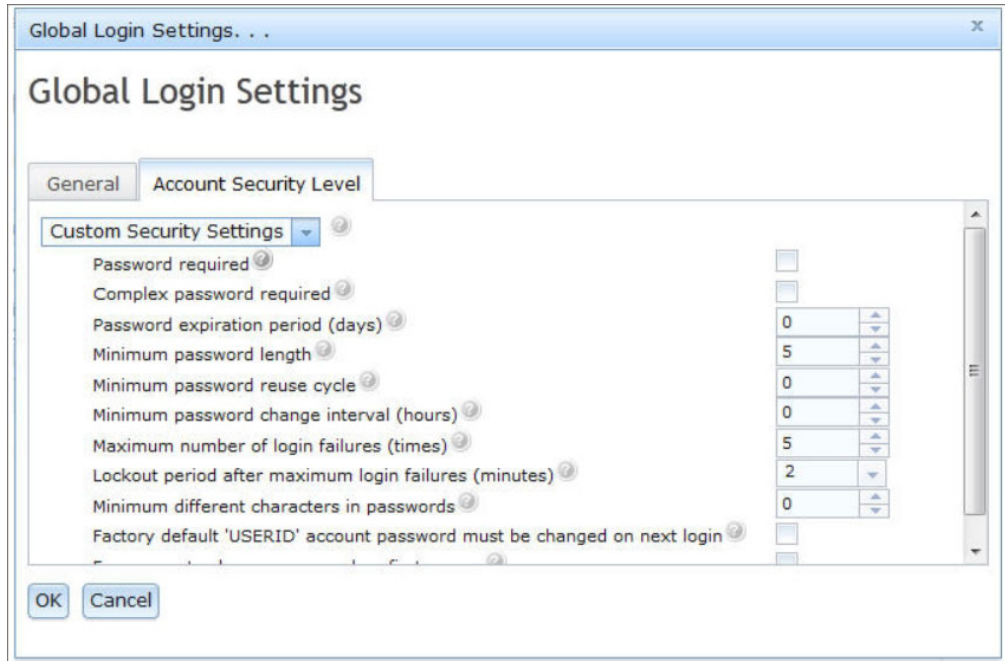 Global Login Settings. . .
x
Global Login Settings
General
Account Security Level
Custom Security Settings
Password required
Complex password required
Password expiration period (days)
0
Minimum password length
5
Minimum password reuse cycle
0
Minimum password change interval (hours)
0
Maximum number of login failures (times)
5
Lockout period after maximum login failures (minutes)
2
Minimum different characters in passwords
0
Factory default 'USERID' account password must be changed on next login
OK
Cancel